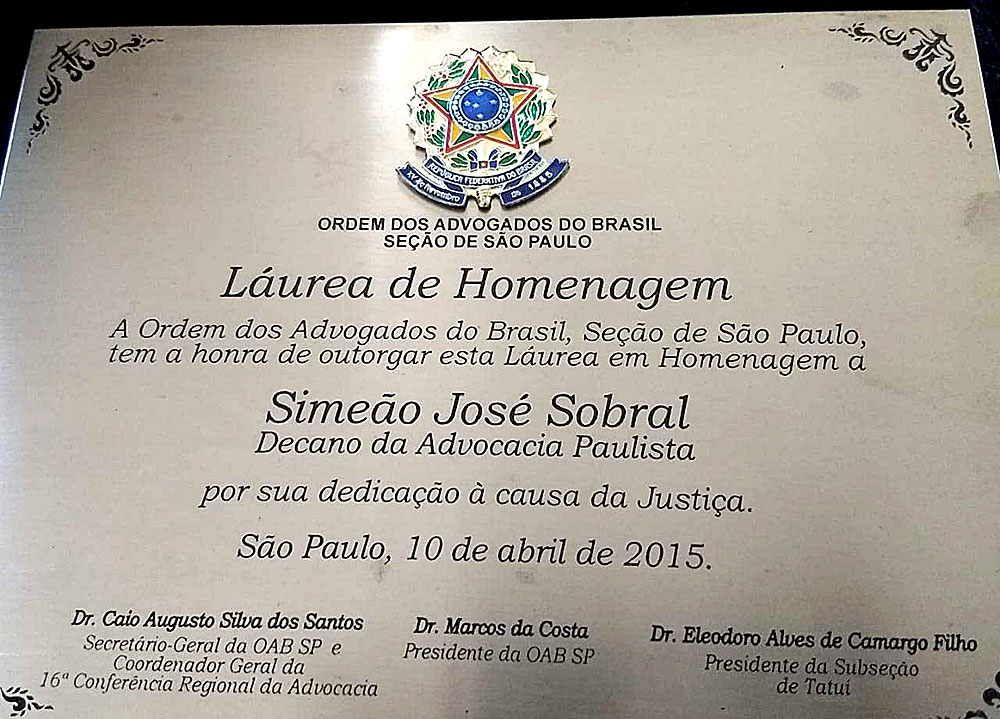 REPÚBLICA FEDERATIVA DO BRASIL
ORDEM DOS ADVOGADOS DO BRASIL
SEÇÃO DE SÃO PAULO
Láurea de Homenagem
A Ordem dos Advogados do Brasil, Seção de São Paulo,
tem a honra de outorgar esta Láurea em Homenagem a
Simeão José Sobral
Decano da Advocacia Paulista
por sua dedicação à causa da Justiça.
São Paulo, 10 de abril de 2015.
Dr. Caio Augusto Silva dos Santos
Secretário-Geral da OAB SP e
Coordenador Geral da
16ª Conferência Regional da Advocacia
Dr. Marcos da Costa
Presidente da OAB SP
Dr. Eleodoro Alves de Camargo Filho
Presidente da Subseção
de Tatuí